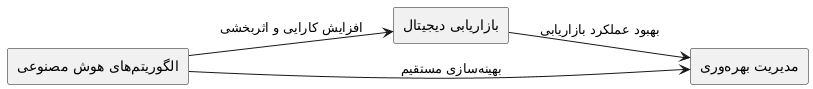 بازاریابی دیجیتال
افزایش کارایی و اثربخشی
بهبود عملکرد بازاریابی
الگوریتم‌های هوش مصنوعی
بهینه‌سازی مستقیم
مدیریت بهره‌وری